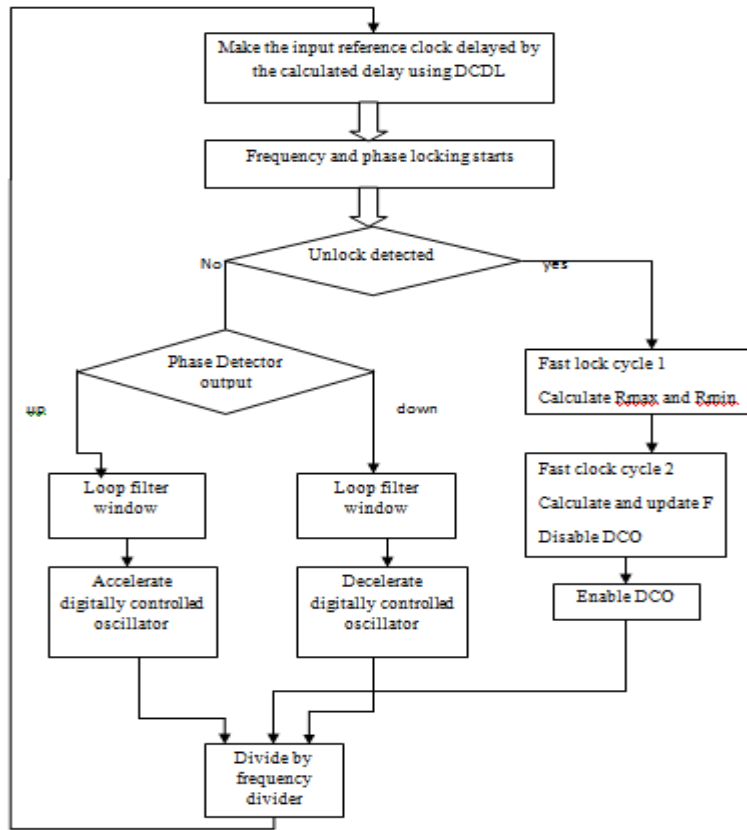 Make the input reference clock delayed by
the calculated delay using DCDL
Frequency and phase locking starts
Unlock detected
No
yes
Phase Detector
output
up
down
Fast lock cycle 1
Calculate Rmax and Rmin
Loop filter
window
Loop filter
window
Fast clock cycle 2
Calculate and update F
Disable DCO
Accelerate
digitally controlled
oscillator
Decelerate
digitally controlled
oscillator
Enable DCO
Divide by
frequency
divider